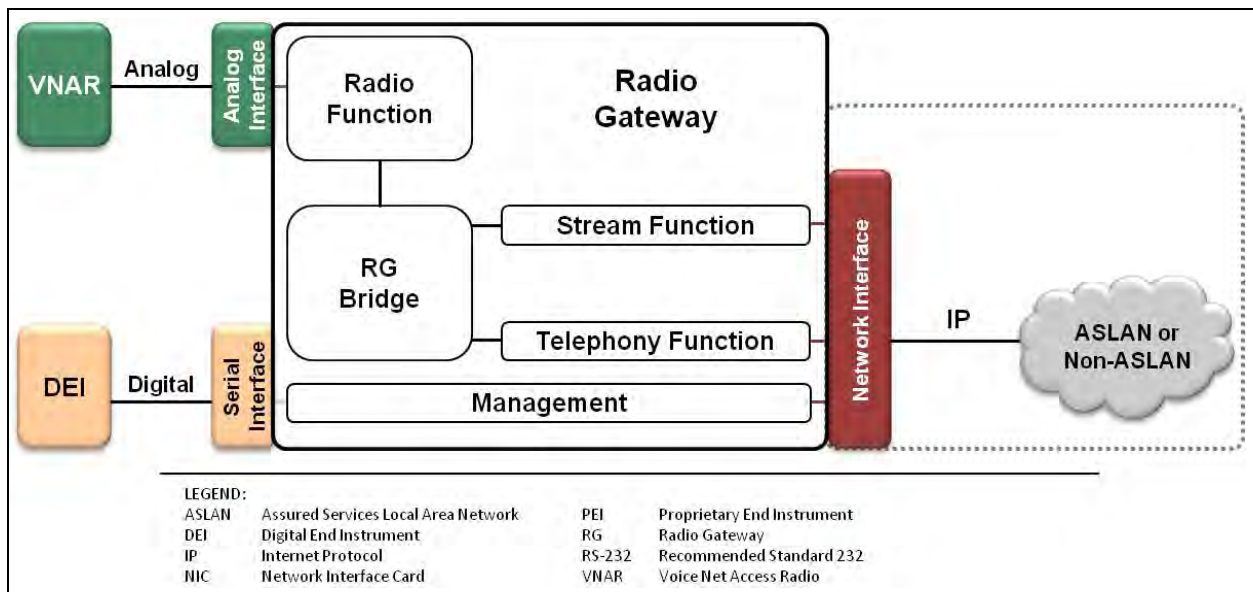 VNAR
Analog
Analog
Interface
Radio
Function
Radio
Gateway
RG
Bridge
Stream Function
Telephony Function
Management
Network Interface
IP
ASLAN or
Non-ASLAN
DEI
Digital
Serial
Interface
LEGEND:
ASLAN Assured Services Local Area Network
DEI Digital End Instrument
IP Internet Protocol
NIC Network Interface Card
PEI Proprietary End Instrument
RG Radio Gateway
RS-232 Recommended Standard 232
VNAR Voice Net Access Radio